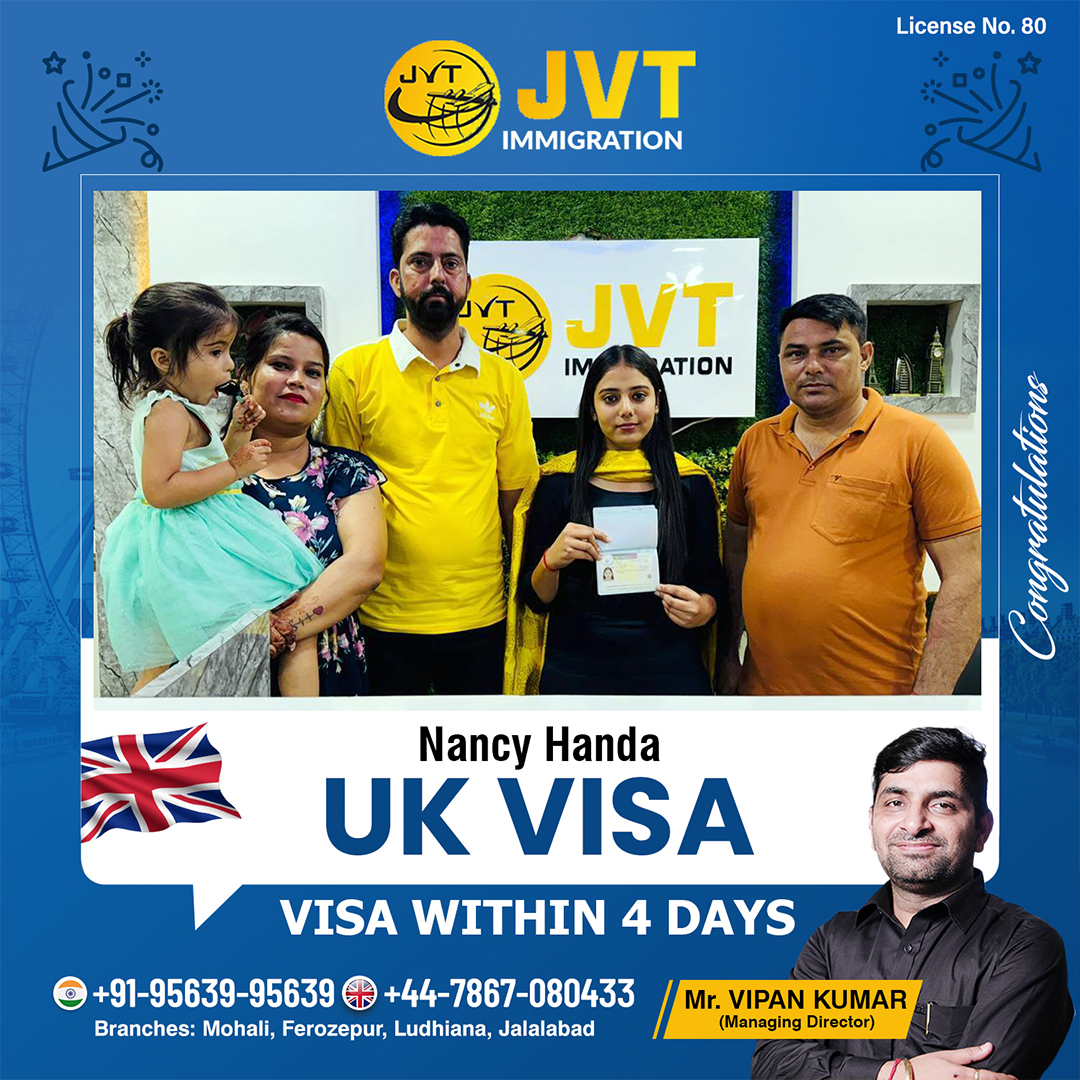 License No. 80
JVT
JVT
IMMIGRATION
JVT
JVT
IMMIGRATION
Congratulations
Nancy Handa
UK VISA
VISA WITHIN 4 DAYS
+91-95639-95639 +44-7867-080433
Branches: Mohali, Ferozepur, Ludhiana, Jalalabad
Mr. VIPAN KUMAR
(Managing Director)